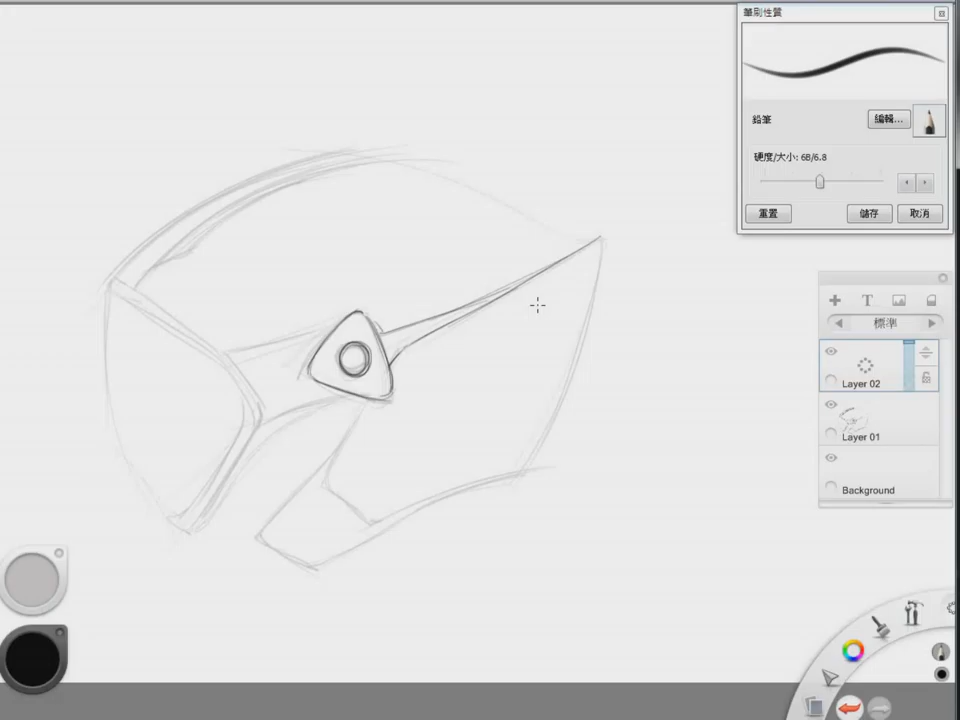 筆刷性質
鉛筆
編輯...
硬度/大小: 68/6.8
重置
儲存
取消
T
標準
Layer 02
Layer 01
Background